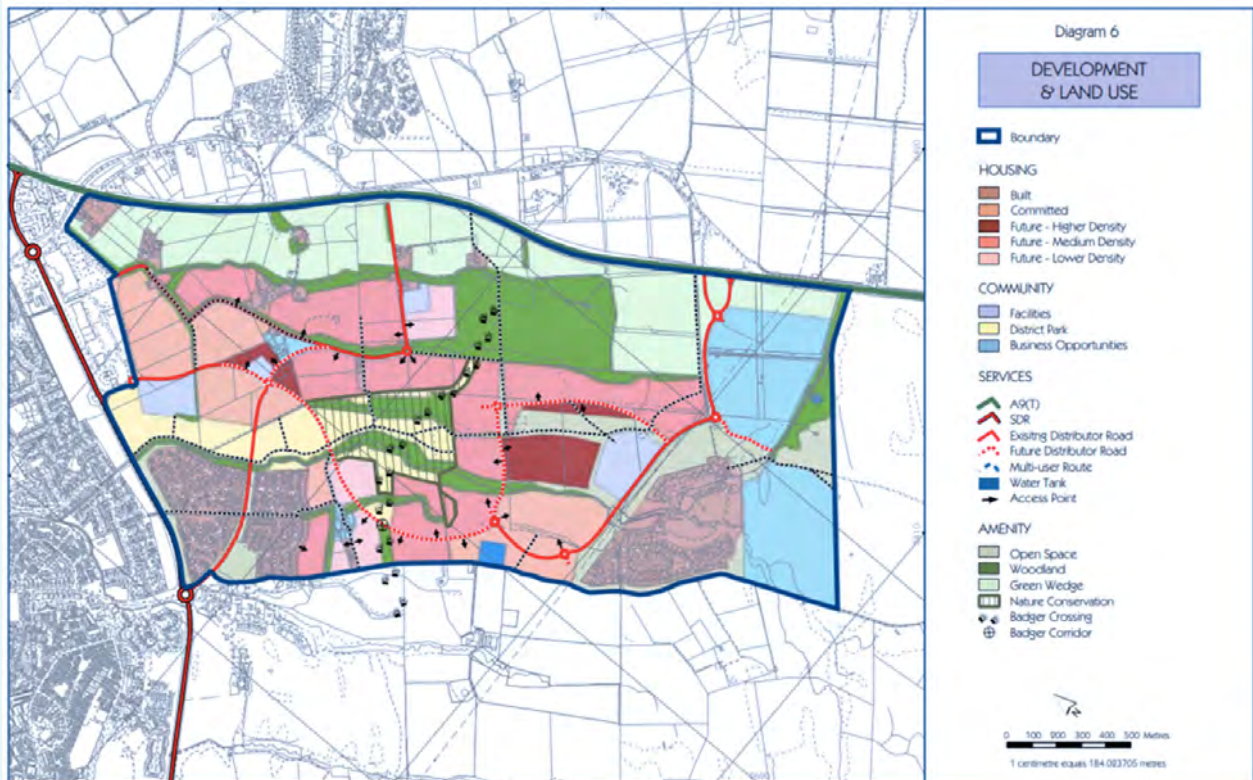 Diagram 6
DEVELOPMENT
& LAND USE
Boundary
HOUSING
Built
Committed
Future - Higher Density
Future - Medium Density
Future - Lower Density
COMMUNITY
Facilities
District Park
Business Opportunities
SERVICES
A9(T)
SDR
Exisitng Distributor Road
Future Distributor Road
Multi-user Route
Water Tank
Access Point
AMENITY
Open Space
Woodland
Green Wedge
Nature Conservation
Badger Crossing
Badger Corridor
0 100 200 300 400 500 Metres
1 centimetre equals 184.023705 metres